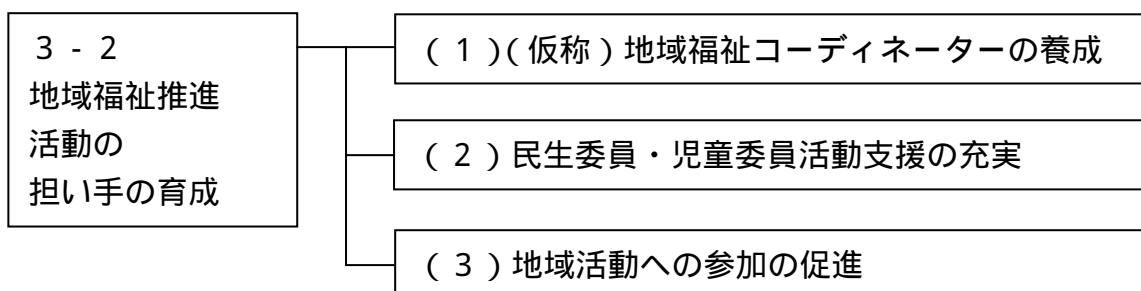 3-2
地域福祉推進
活動の
担い手の育成
(1)(仮称)地域福祉コーディネーターの養成
(2)民生委員・児童委員活動支援の充実
(3)地域活動への参加の促進